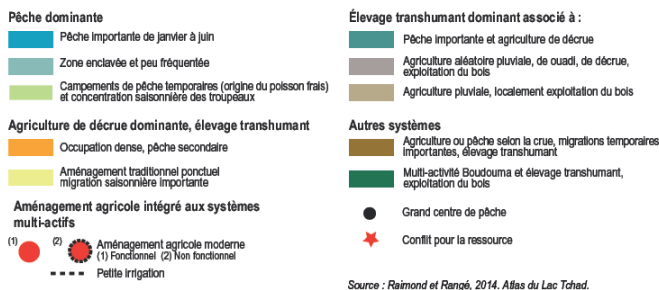 Pêche dominante
Pêche importante de janvier à juin
Zone enclavée et peu fréquentée
Campements de pêche temporaires (origine du poisson frais)
et concentration saisonnière des troupeaux
Agriculture de décrue dominante, élevage transhumant
Occupation dense, pêche secondaire
Aménagement traditionnel ponctuel
migration saisonnière importante
Aménagement agricole intégré aux systèmes
multi-actifs
(1) (2) Aménagement agricole moderne
(1) Fonctionnel (2) Non fonctionnel
Petite irrigation
Élevage transhumant dominant associé à :
Pêche importante et agriculture de décrue
Agriculture aléatoire pluviale, de ouadi, de décrue,
exploitation du bois
Agriculture pluviale, localement exploitation du bois
Autres systèmes
Agriculture ou pêche selon la crue, migrations temporaires
importantes, élevage transhumant
Multi-activité Boudouma et élevage transhumant,
exploitation du bois
Grand centre de pêche
Conflit pour la ressource
Source : Raimond et Rangé, 2014. Atlas du Lac Tchad.